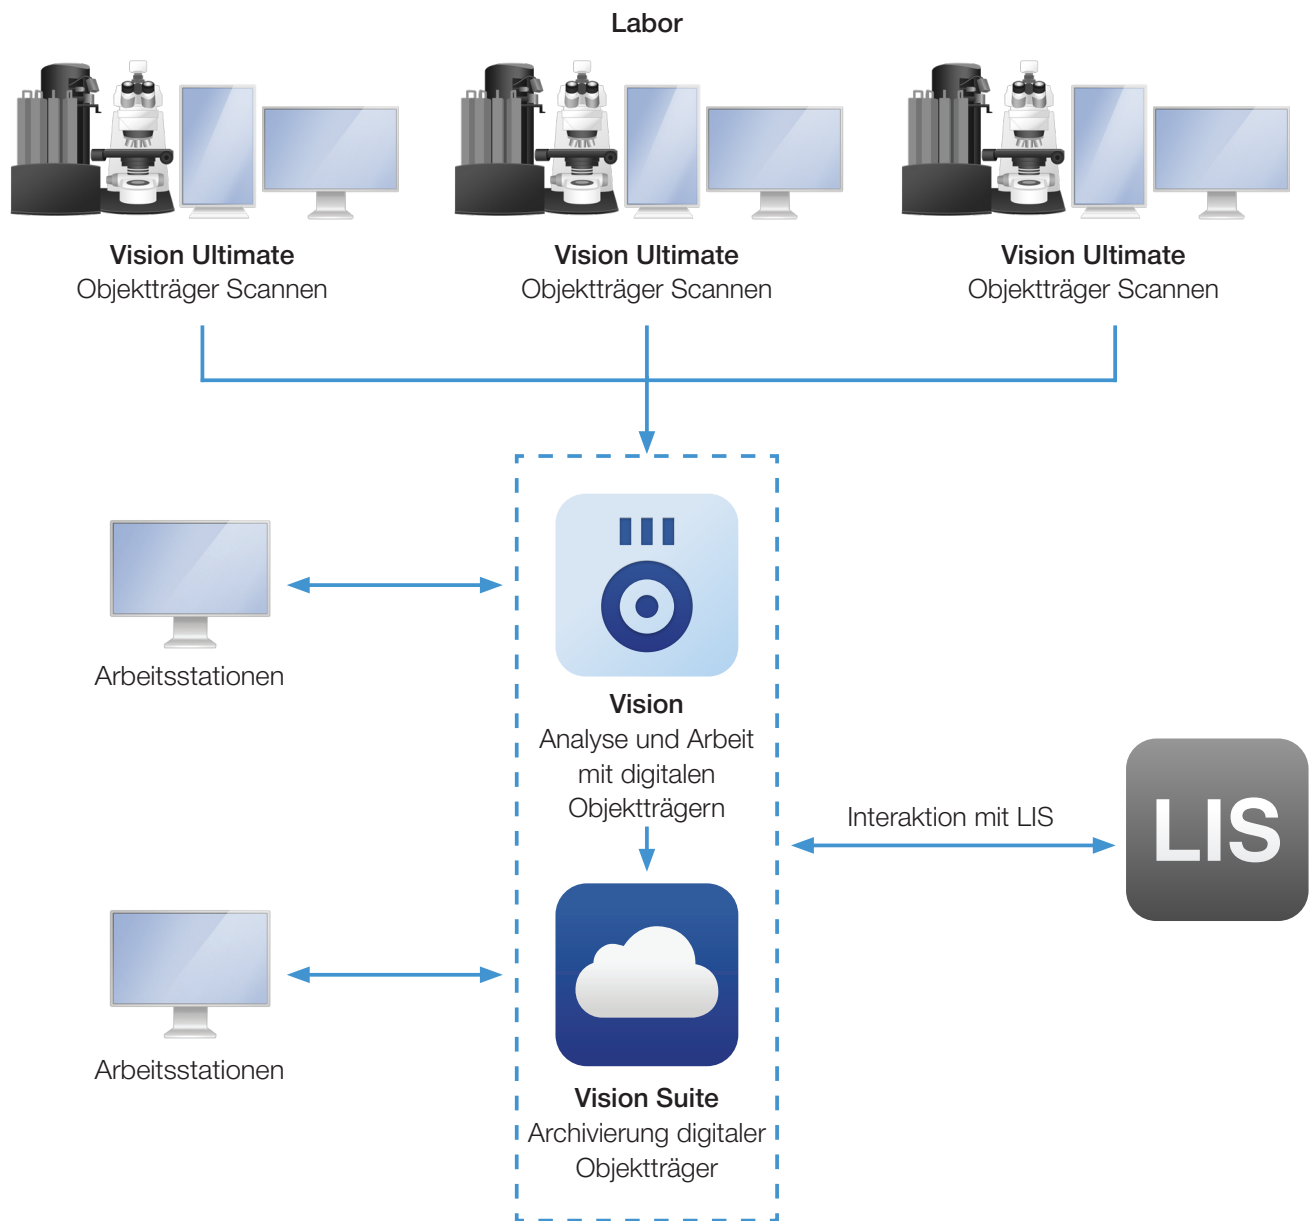 Labor
Vision Ultimate
Objektträger Scannen
Vision Ultimate
Objektträger Scannen
Vision Ultimate
Objektträger Scannen
Arbeitsstationen
Vision
Analyse und Arbeit
mit digitalen
Objektträgern
Interaktion mit LIS
LIS
Arbeitsstationen
Vision Suite
Archivierung digitaler
Objektträger